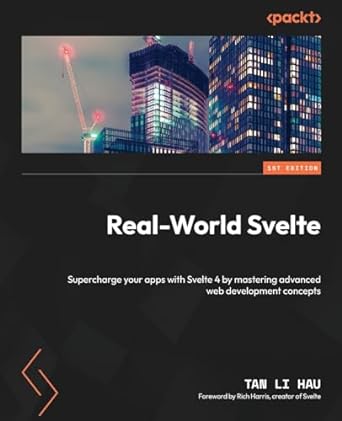 <packt>
1ST EDITION
Real-World Svelte
Supercharge your apps with Svelte 4 by mastering advanced
web development concepts
TAN LI HAU
Foreword by Rich Harris, creator of Svelte